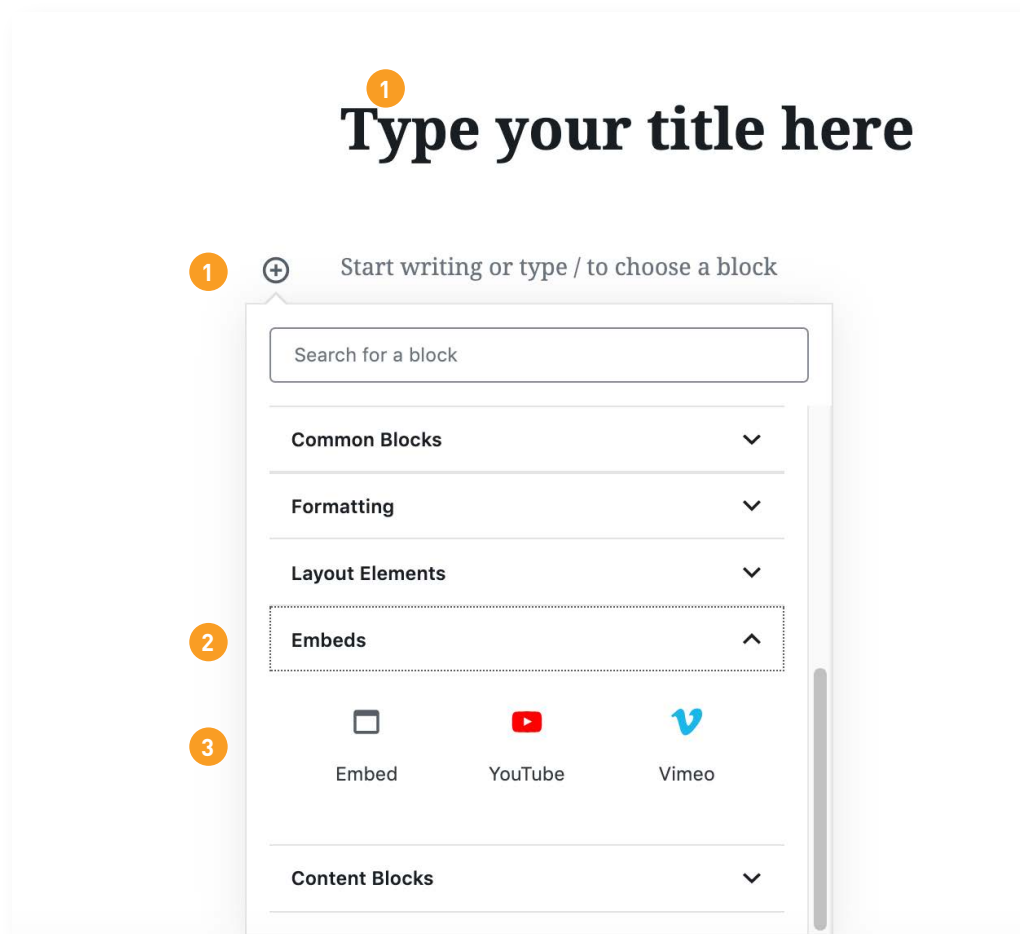 1
Type your title here
1
Start writing or type / to choose a block
Search for a block
Common Blocks
Formatting
Layout Elements
2
Embeds
3
Embed YouTube Vimeo
Content Blocks